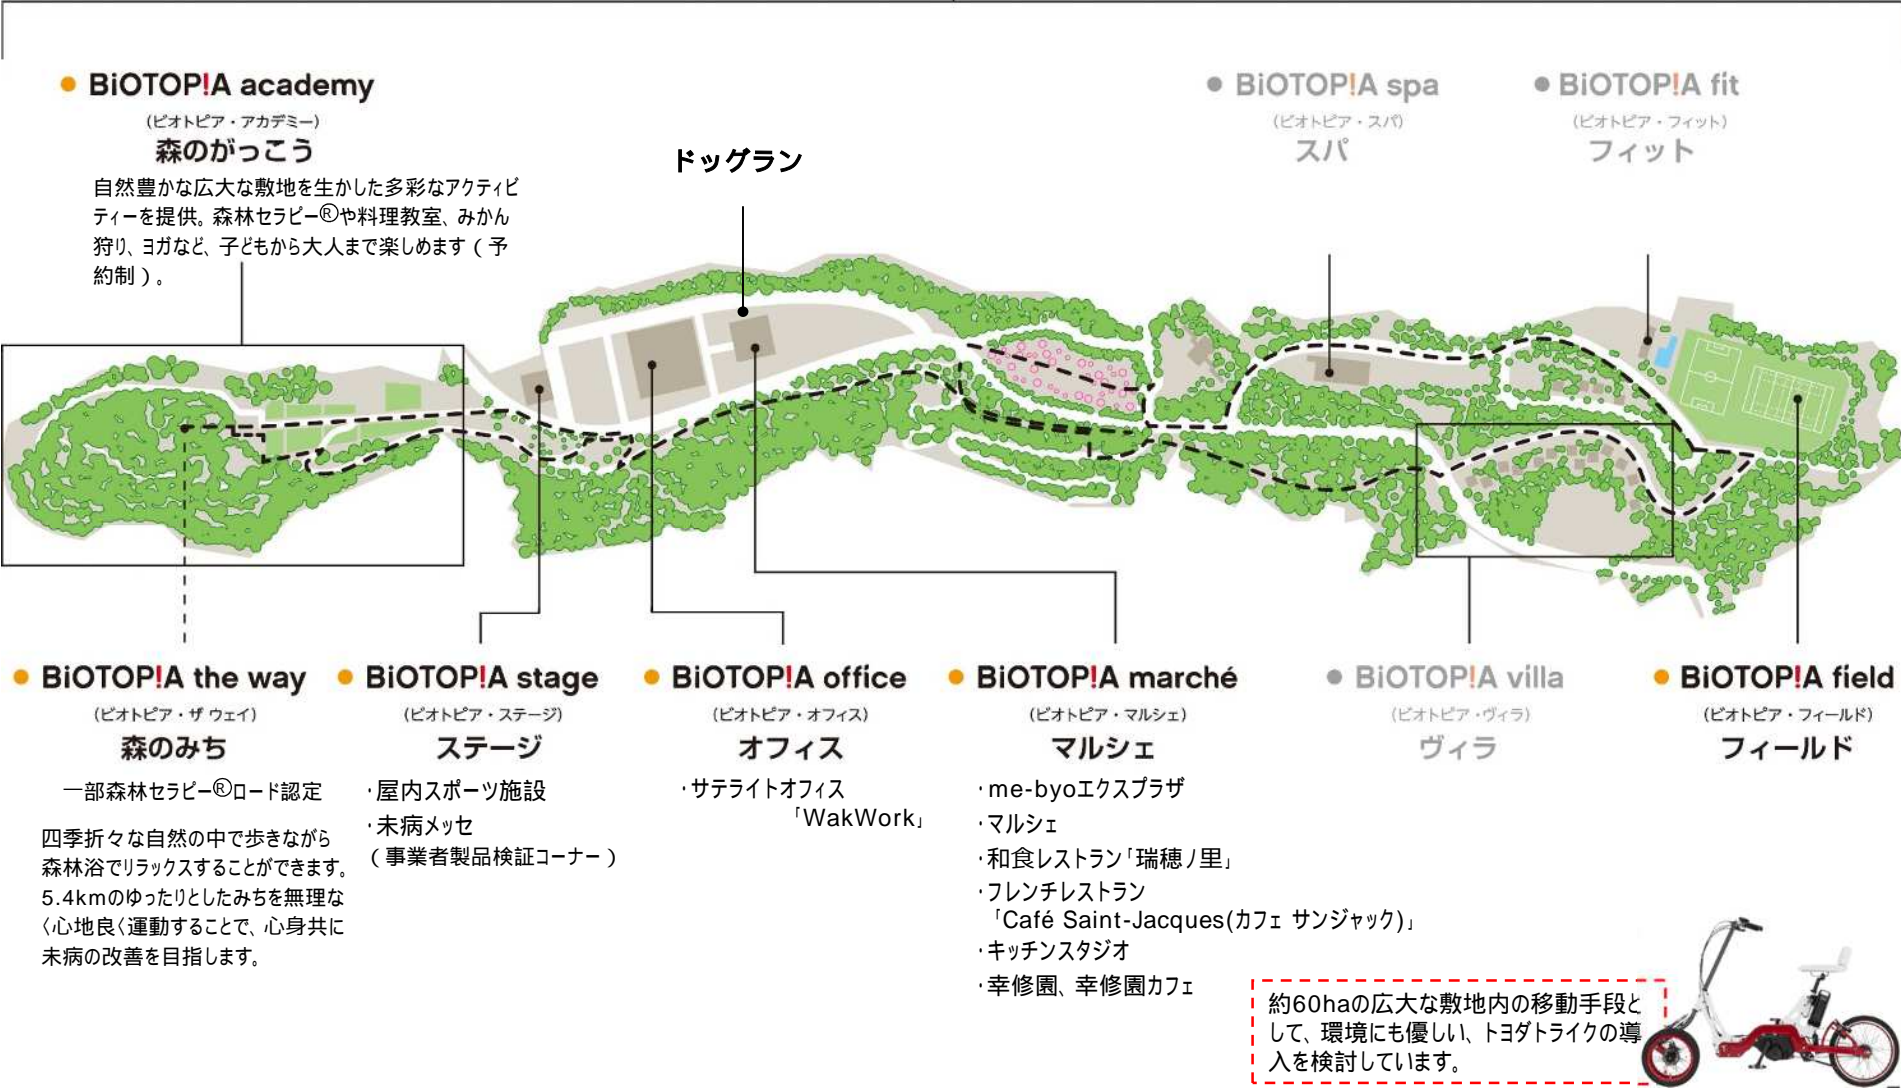 BiOTOP!A academy
(ビオトピア・アカデミー)
森のがっこう
自然豊かな広大な敷地を生かした多彩なアクティビ
ティーを提供。森林セラピー®や料理教室、みかん
狩り、ヨガなど、子どもから大人まで楽しめます(予
約制)。
ドッグラン
BiOTOP!A spa
(ビオトピア・スパ)
スパ
BiOTOP!A fit
(ビオトピア・フィット)
フィット
BiOTOP!A the way
(ビオトピア・ザ ウェイ)
森のみち
一部森林セラピー®ロード認定
四季折々な自然の中で歩きながら
森林浴でリラックスすることができます。
5.4kmのゆったりとしたみちを無理な
く心地良く運動することで、心身共に
未病の改善を目指します。
BiOTOP!A stage
(ビオトピア・ステージ)
ステージ
・屋内スポーツ施設
・未病メッセ
(事業者製品検証コーナー)
BiOTOP!A office
(ビオトピア・オフィス)
オフィス
・サテライトオフィス
「WakWork」
BiOTOP!A marché
(ビオトピア・マルシェ)
マルシェ
・me-byoエクスプラザ
・マルシェ
・和食レストラン「瑞穂ノ里」
・フレンチレストラン
「Café Saint-Jacques(カフェ サンジャック)」
・キッチンスタジオ
・幸修園、幸修園カフェ
BiOTOP!A villa
(ビオトピア・ヴィラ)
ヴィラ
BiOTOP!A field
(ビオトピア・フィールド)
フィールド
約60haの広大な敷地内の移動手段と
して、環境にも優しい、トヨダトライクの導
入を検討しています。